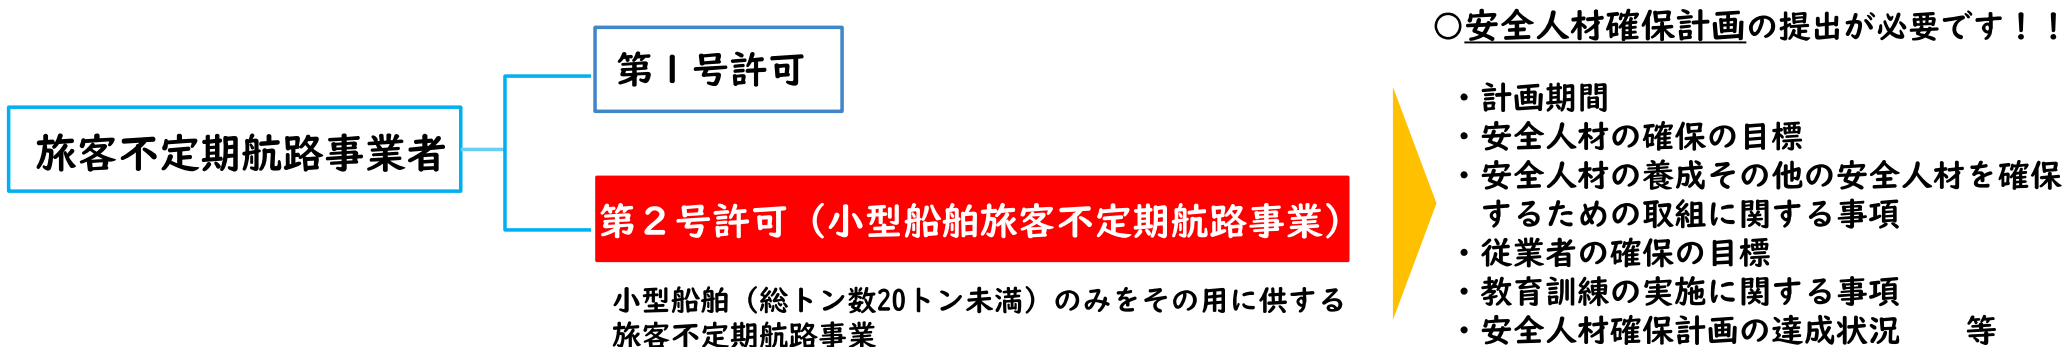 旅客不定期航路事業者
第1号許可
第2号許可（小型船舶旅客不定期航路事業）
小型船舶（総トン数20トン未満）のみをその用に供する
旅客不定期航路事業
○安全人材確保計画の提出が必要です！！
・計画期間
・安全人材の確保の目標
・安全人材の養成その他の安全人材を確保
するための取組に関する事項
・従業者の確保の目標
・教育訓練の実施に関する事項
・安全人材確保計画の達成状況　　等